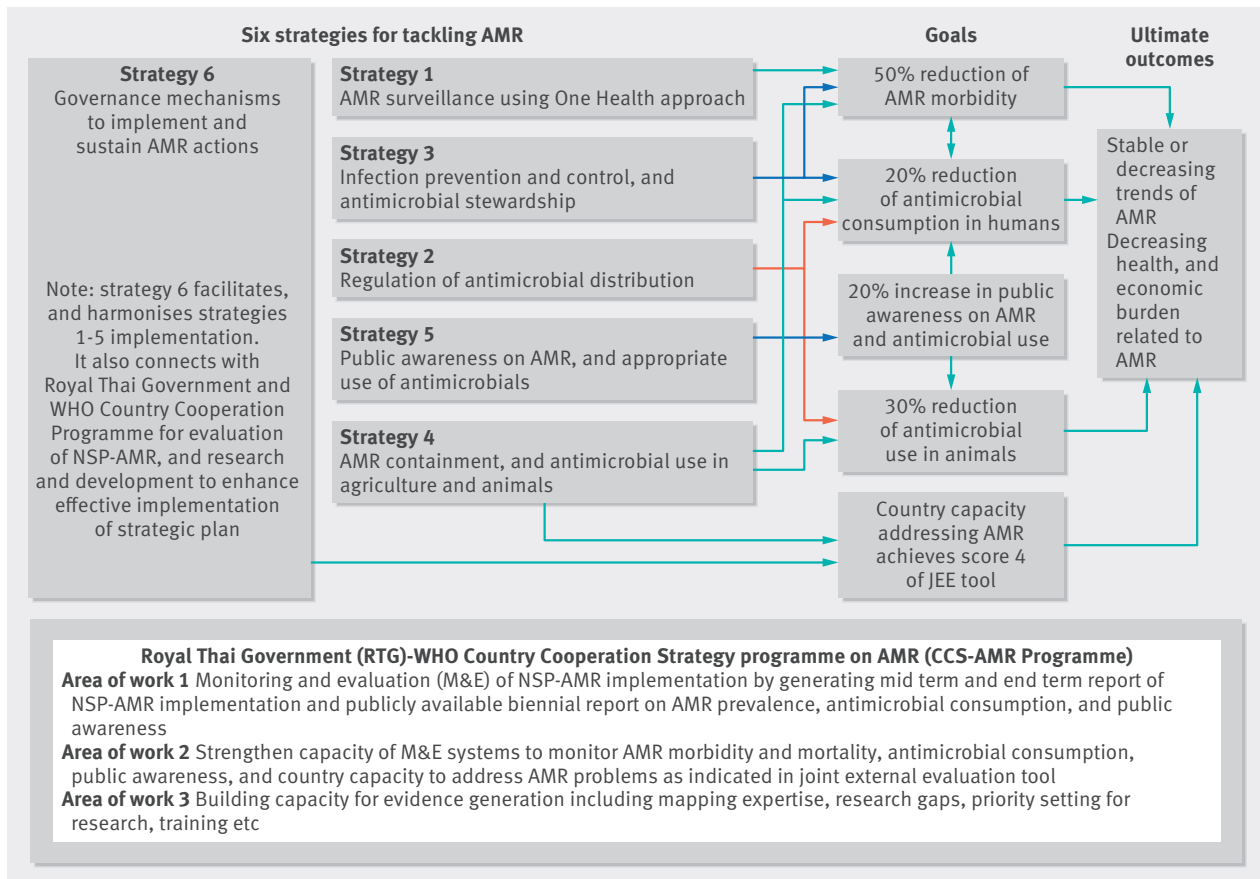 Six strategies for tackling AMR
Goals
Ultimate
outcomes
Strategy 6
Governance mechanisms
to implement and
sustain AMR actions
Note: strategy 6 facilitates,
and harmonises strategies
1-5 implementation.
It also connects with
Royal Thai Government and
WHO Country Cooperation
Programme for evaluation
of NSP-AMR, and research
and development to enhance
effective implementation
of strategic plan
Strategy 1
AMR surveillance using One Health approach
Strategy 3
Infection prevention and control, and
antimicrobial stewardship
Strategy 2
Regulation of antimicrobial distribution
Strategy 5
Public awareness on AMR, and appropriate
use of antimicrobials
Strategy 4
AMR containment, and antimicrobial use in
agriculture and animals
50% reduction of
AMR morbidity
20% reduction
of antimicrobial
consumption in humans
20% increase in public
awareness on AMR
and antimicrobial use
30% reduction
of antimicrobial
use in animals
Country capacity
addressing AMR
achieves score 4
of JEE tool
Stable or
decreasing
trends of
AMR
Decreasing
health, and
economic
burden
related to
AMR
Royal Thai Government (RTG)-WHO Country Cooperation Strategy programme on AMR (CCS-AMR Programme)
Area of work 1 Monitoring and evaluation (M&E) of NSP-AMR implementation by generating mid term and end term report of
NSP-AMR implementation and publicly available biennial report on AMR prevalence, antimicrobial consumption, and public
awareness
Area of work 2 Strengthen capacity of M&E systems to monitor AMR morbidity and mortality, antimicrobial consumption,
public awareness, and country capacity to address AMR problems as indicated in joint external evaluation tool
Area of work 3 Building capacity for evidence generation including mapping expertise, research gaps, priority setting for
research, training etc